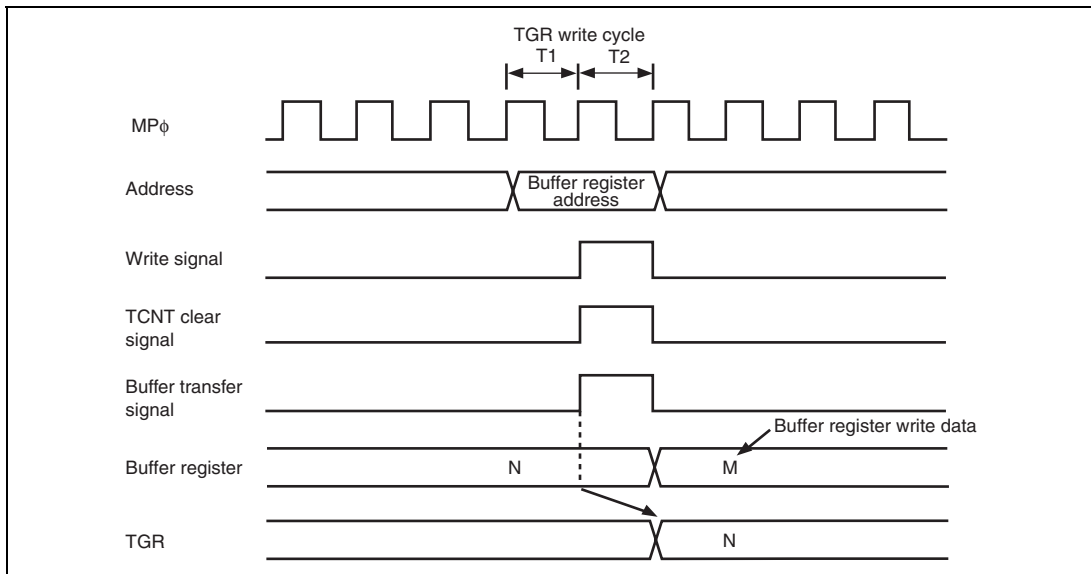 TGR write cycle
T1 T2
MPφ
Address
Buffer register
address
Write signal
TCNT clear
signal
Buffer transfer
signal
Buffer register write data
Buffer register
N M
TGR
N